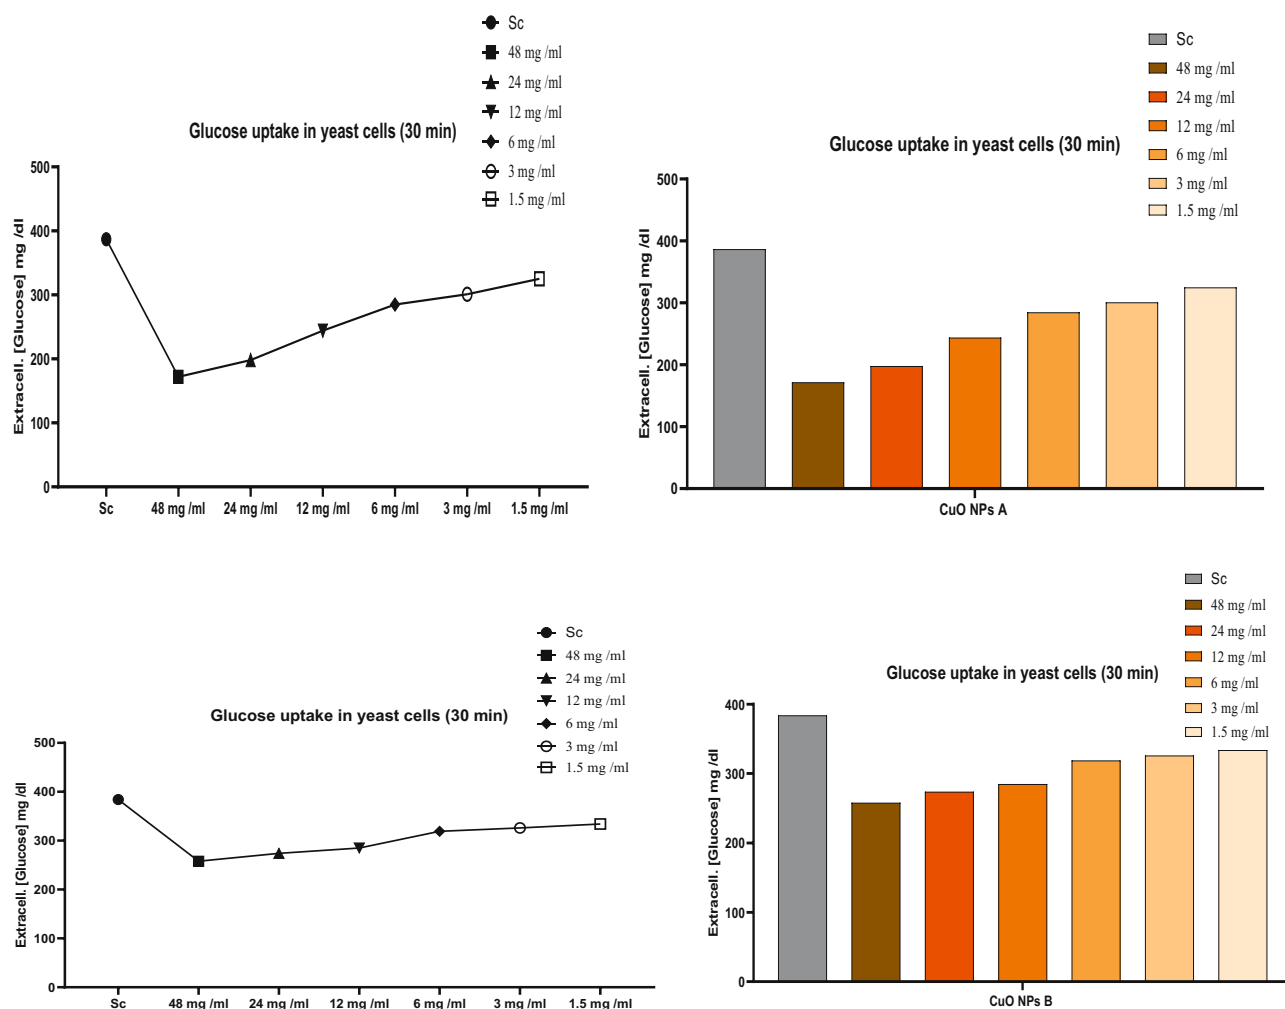 Sc
48 mg /ml
24 mg /ml
12 mg /ml
6 mg /ml
3 mg /ml
1.5 mg /ml
Glucose uptake in yeast cells (30 min)
Extracell. [Glucose] mg /dl
500
400
300
200
100
0
Sc
48 mg /ml
24 mg /ml
12 mg /ml
6 mg /ml
3 mg /ml
1.5 mg /ml
Sc
48 mg /ml
24 mg /ml
12 mg /ml
6 mg /ml
3 mg /ml
1.5 mg /ml
Glucose uptake in yeast cells (30 min)
Extracell. [Glucose] mg /dl
500
400
300
200
100
0
CuO NPs A
Sc
48 mg /ml
24 mg /ml
12 mg /ml
6 mg /ml
3 mg /ml
1.5 mg /ml
Glucose uptake in yeast cells (30 min)
Extracell. [Glucose] mg /dl
500
400
300
200
100
0
Sc
48 mg /ml
24 mg /ml
12 mg /ml
6 mg /ml
3 mg /ml
1.5 mg /ml
Sc
48 mg /ml
24 mg /ml
12 mg /ml
6 mg /ml
3 mg /ml
1.5 mg /ml
Glucose uptake in yeast cells (30 min)
Extracell. [Glucose] mg /dl
400
300
200
100
0
CuO NPs B